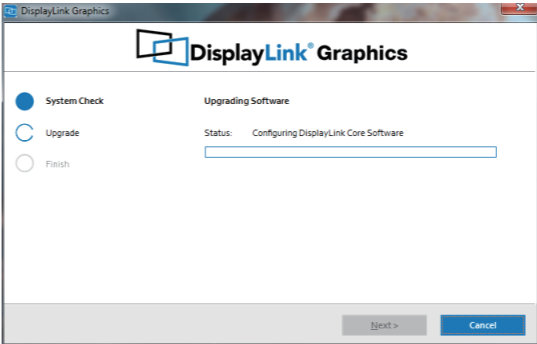 DisplayLink Graphics
DisplayLink® Graphics
System Check
Upgrading Software
Upgrade
Status: Configuring DisplayLink Core Software
Finish
Next >
Cancel